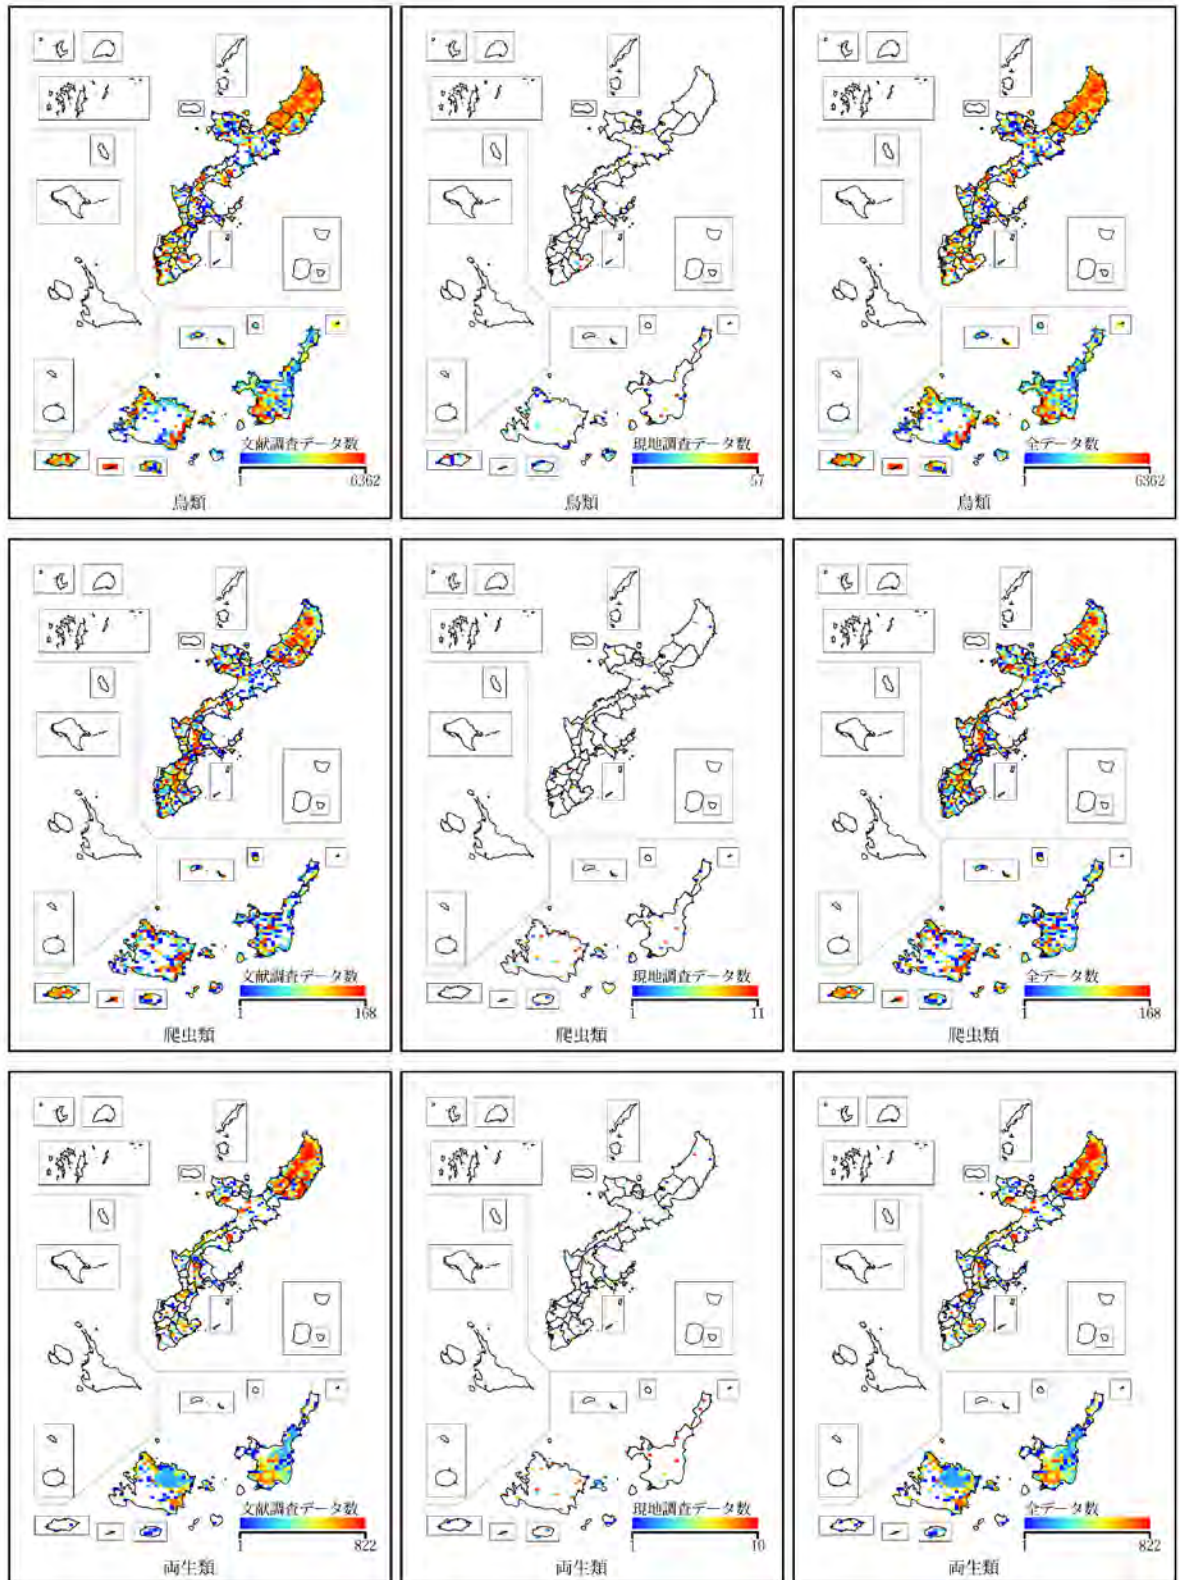 文献調査データ数
1 6362
鳥類
現地調査データ数
1 57
鳥類
全データ数
1 6362
鳥類
文献調査データ数
1 168
爬虫類
現地調査データ数
1 11
爬虫類
全データ数
1 168
爬虫類
文献調査データ数
1 822
両生類
現地調査データ数
1 10
両生類
全データ数
1 822
両生類